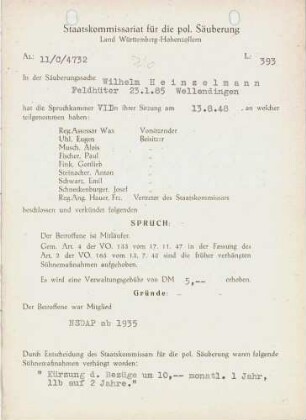 Staatskommissariat für die pol. Säuberung
Land Württemberg-Hohenzollern
Az. 11/O/4732
L: 393
In der Säuberungssache Wilhelm Heinzelmann
Feldhüter 23.1.85 Wellendingen
hat die Spruchkammer VIII in ihrer Sitzung am 13.8.48 an welcher
teilgenommen haben:
Reg.Assessor Wax Vorsitzender
Uhl, Eugen Beisitzer
Musch, Alois „
Fischer, Paul „
Fink, Gottlieb „
Steinacher, Anton „
Schwarz, Emil „
Schneckenburger, Josef „
Reg.Ang. Hauer, Frz. Vertreter des Staatskommissars
beschlossen und verkündet folgenden
SPRUCH:
Der Betroffene ist Mitläufer.
Gem. Art. 4 der VO. 133 vom 17. 11. 47 in der Fassung des
Art. 3 der VO. 165 vom 13. 7. 48 sind die früher verhängten
Sühnemaßnahmen aufgehoben.
Es wird eine Verwaltungsgebühr von DM 5,-- erhoben.
Gründe:
Der Betroffene war Mitglied
NSDAP ab 1935
Durch Entscheidung des Staatskommissars für die pol. Säuberung waren folgende
Sühnemaßnahmen verhängt worden:
" Kürzung d. Bezüge um 10,-- monatl. 1 Jahr,
11b auf 2 Jahre."